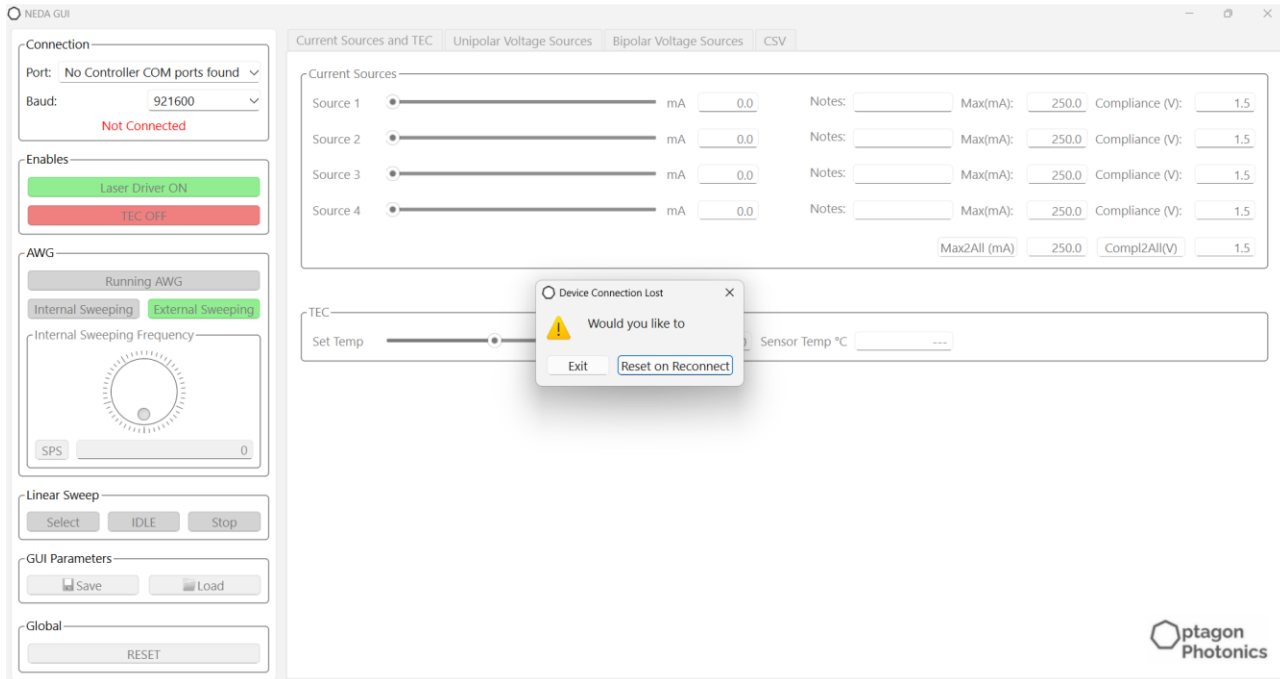 NEDA GUI
Connection
Port: No Controller COM ports found
Baud: 921600
Not Connected
Enables
Laser Driver ON
TEC OFF
AWG
Running AWG
Internal Sweeping External Sweeping
Internal Sweeping Frequency
SPS 0
Linear Sweep
Select IDLE Stop
GUI Parameters
Save Load
Global
RESET
Current Sources and TEC Unipolar Voltage Sources Bipolar Voltage Sources CSV
Current Sources
Source 1 mA 0.0 Notes: Max(mA): 250.0 Compliance (V): 1.5
Source 2 mA 0.0 Notes: Max(mA): 250.0 Compliance (V): 1.5
Source 3 mA 0.0 Notes: Max(mA): 250.0 Compliance (V): 1.5
Source 4 mA 0.0 Notes: Max(mA): 250.0 Compliance (V): 1.5
Max2All (mA) 250.0 Compl2All(V) 1.5
TEC
Set Temp Sensor Temp °C ---
Device Connection Lost
Would you like to
Exit Reset on Reconnect
Optagon
Photonics